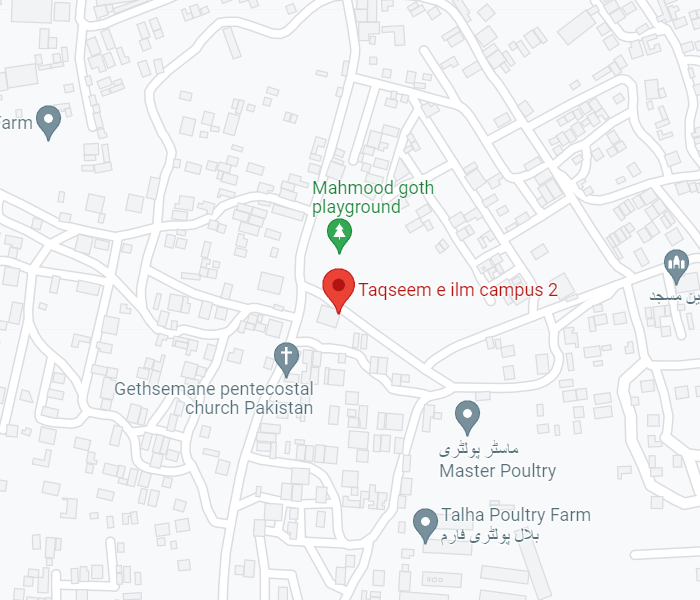 Farm
Mahmood goth
playground
Taqseem e ilm campus 2
ین مسجد
Gethsemane pentecostal
church Pakistan
ماسٹر پولٹری
Master Poultry
Talha Poultry Farm
بلال پولٹری فارم